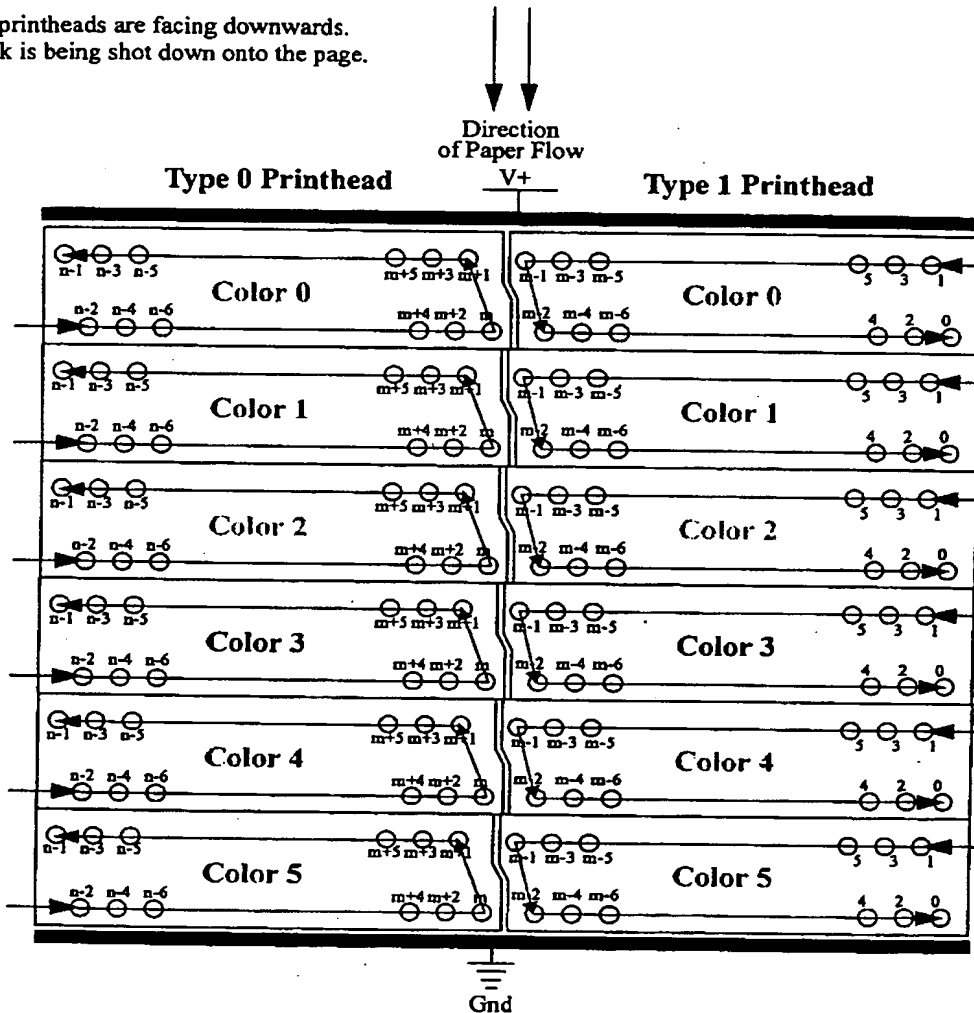 printheads are facing downwards.
k is being shot down onto the page.
Direction
of Paper Flow
Type 0 Printhead V+ Type 1 Printhead
n-1 n-3 n-5 m+5 m+3 m+1 m-1 m-3 m-5 5 3 1
Color 0 Color 0
n-2 n-4 n-6 m+4 m+2 m m-2 m-4 m-6 4 2 0
n-1 n-3 n-5 m+5 m+3 m+1 m-1 m-3 m-5 5 3 1
Color 1 Color 1
n-2 n-4 n-6 m+4 m+2 m m-2 m-4 m-6 4 2 0
n-1 n-3 n-5 m+5 m+3 m+1 m-1 m-3 m-5 5 3 1
Color 2 Color 2
n-2 n-4 n-6 m+4 m+2 m m-2 m-4 m-6 4 2 0
n-1 n-3 n-5 m+5 m+3 m+1 m-1 m-3 m-5 5 3 1
Color 3 Color 3
n-2 n-4 n-6 m+4 m+2 m m-2 m-4 m-6 4 2 0
n-1 n-3 n-5 m+5 m+3 m+1 m-1 m-3 m-5 5 3 1
Color 4 Color 4
n-2 n-4 n-6 m+4 m+2 m m-2 m-4 m-6 4 2 0
n-1 n-3 n-5 m+5 m+3 m+1 m-1 m-3 m-5 5 3 1
Color 5 Color 5
n-2 n-4 n-6 m+4 m+2 m m-2 m-4 m-6 4 2 0
Gnd